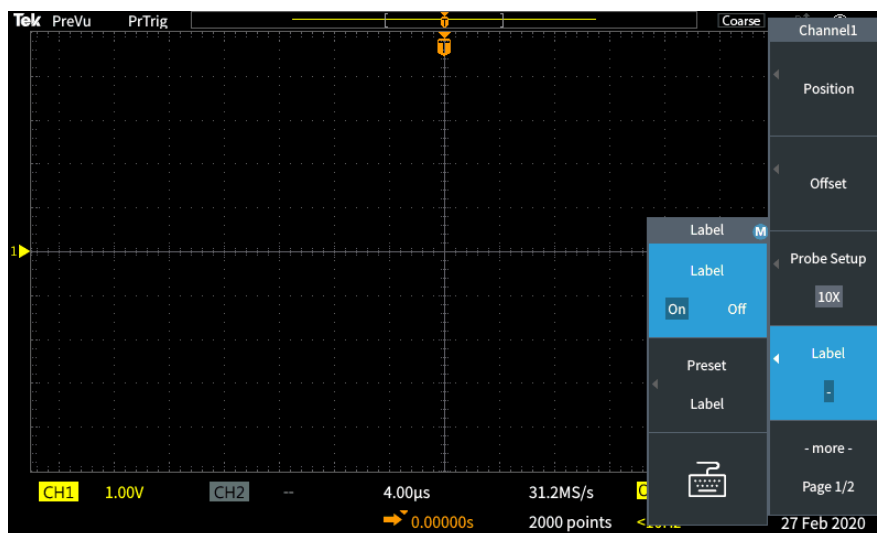 Tek PreVu PrTrig Coarse
T
T
Channel1
Position
Offset
Label M
Label
On Off
Preset
Label
Probe Setup
10X
Label
-
- more -
Page 1/2
1
CH1 1.00V CH2 -- 4.00µs 31.2MS/s
0.00000s 2000 points 27 Feb 2020